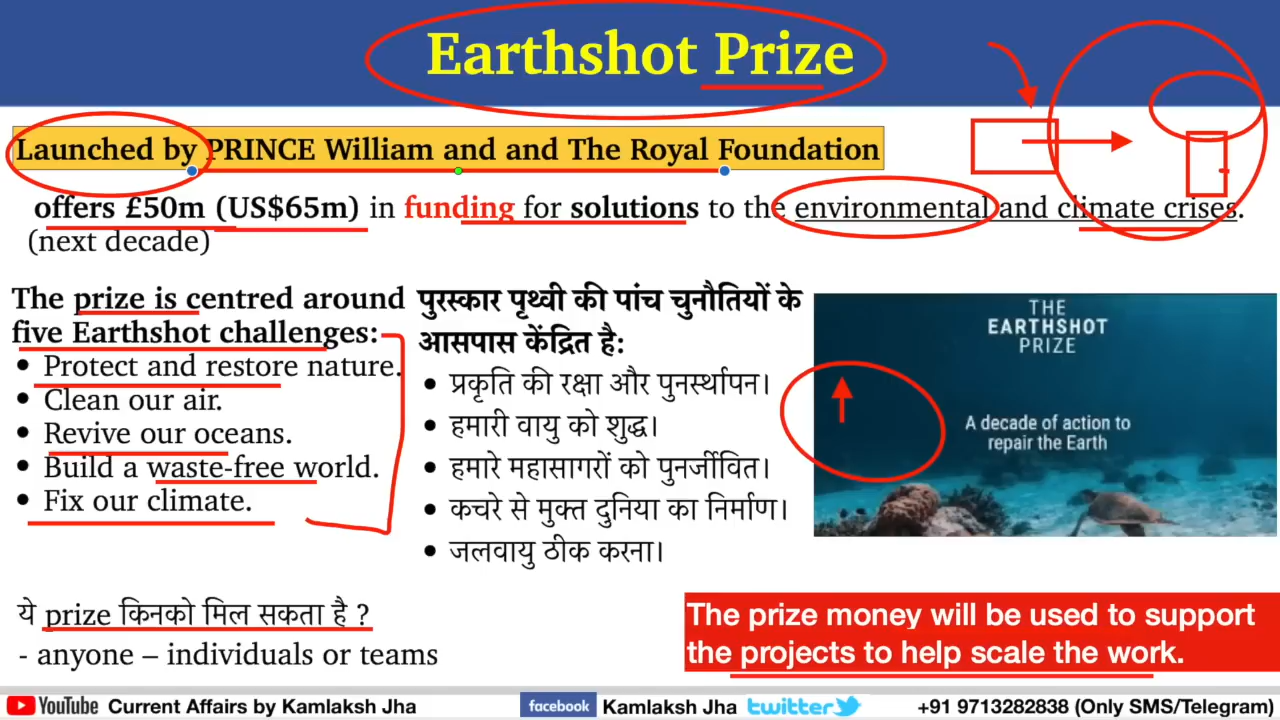 Earthshot Prize
Launched by PRINCE William and and The Royal Foundation
offers £50m (US$65m) in funding for solutions to the environmental and climate crises.
(next decade)
The prize is centred around
five Earthshot challenges:
• Protect and restore nature.
• Clean our air.
• Revive our oceans.
• Build a waste-free world.
• Fix our climate.
पुरस्कार पृथ्वी की पांच चुनौतियों के
आसपास केंद्रित है:
• प्रकृति की रक्षा और पुनर्स्थापन।
• हमारी वायु को शुद्ध।
• हमारे महासागरों को पुनर्जीवित।
• कचरे से मुक्त दुनिया का निर्माण।
• जलवायु ठीक करना।
THE
EARTHSHOT
PRIZE
A decade of action to
repair the Earth
ये prize किनको मिल सकता है ?
- anyone – individuals or teams
The prize money will be used to support
the projects to help scale the work.
YouTube Current Affairs by Kamlaksh Jha facebook Kamlaksh Jha twitter +91 9713282838 (Only SMS/Telegram)